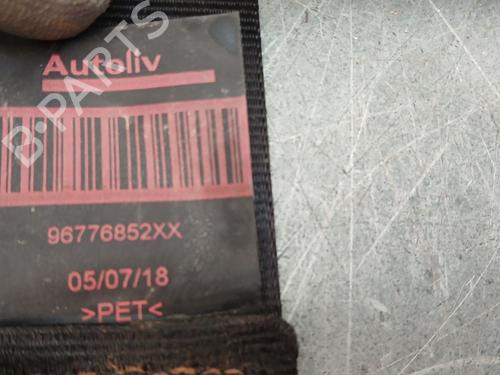 Autoliv
B-PARTS
96776852XX
05/07/18
>PET<